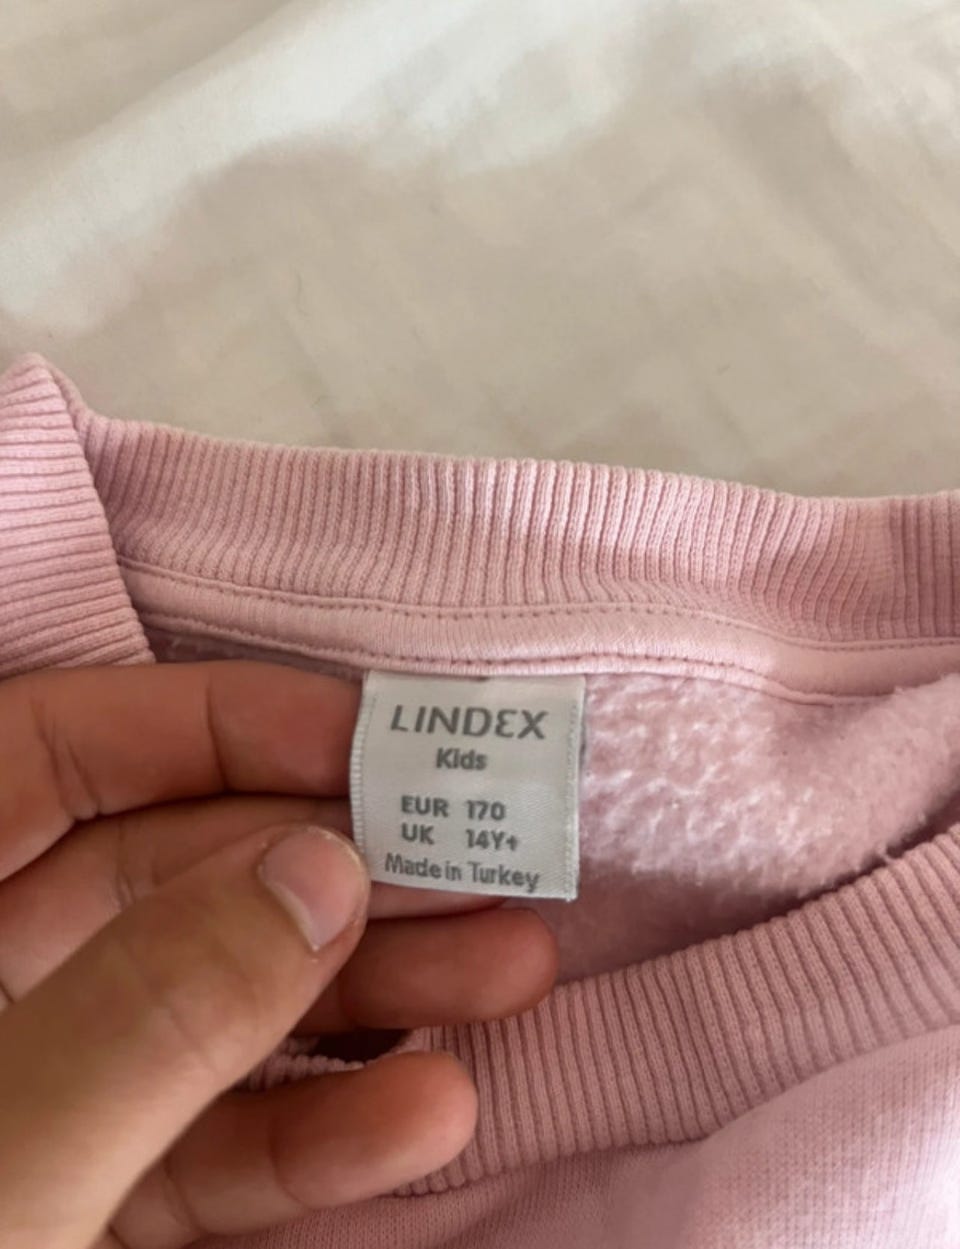 LINDEX
Kids
EUR 170
UK 14Y+
Made in Turkey